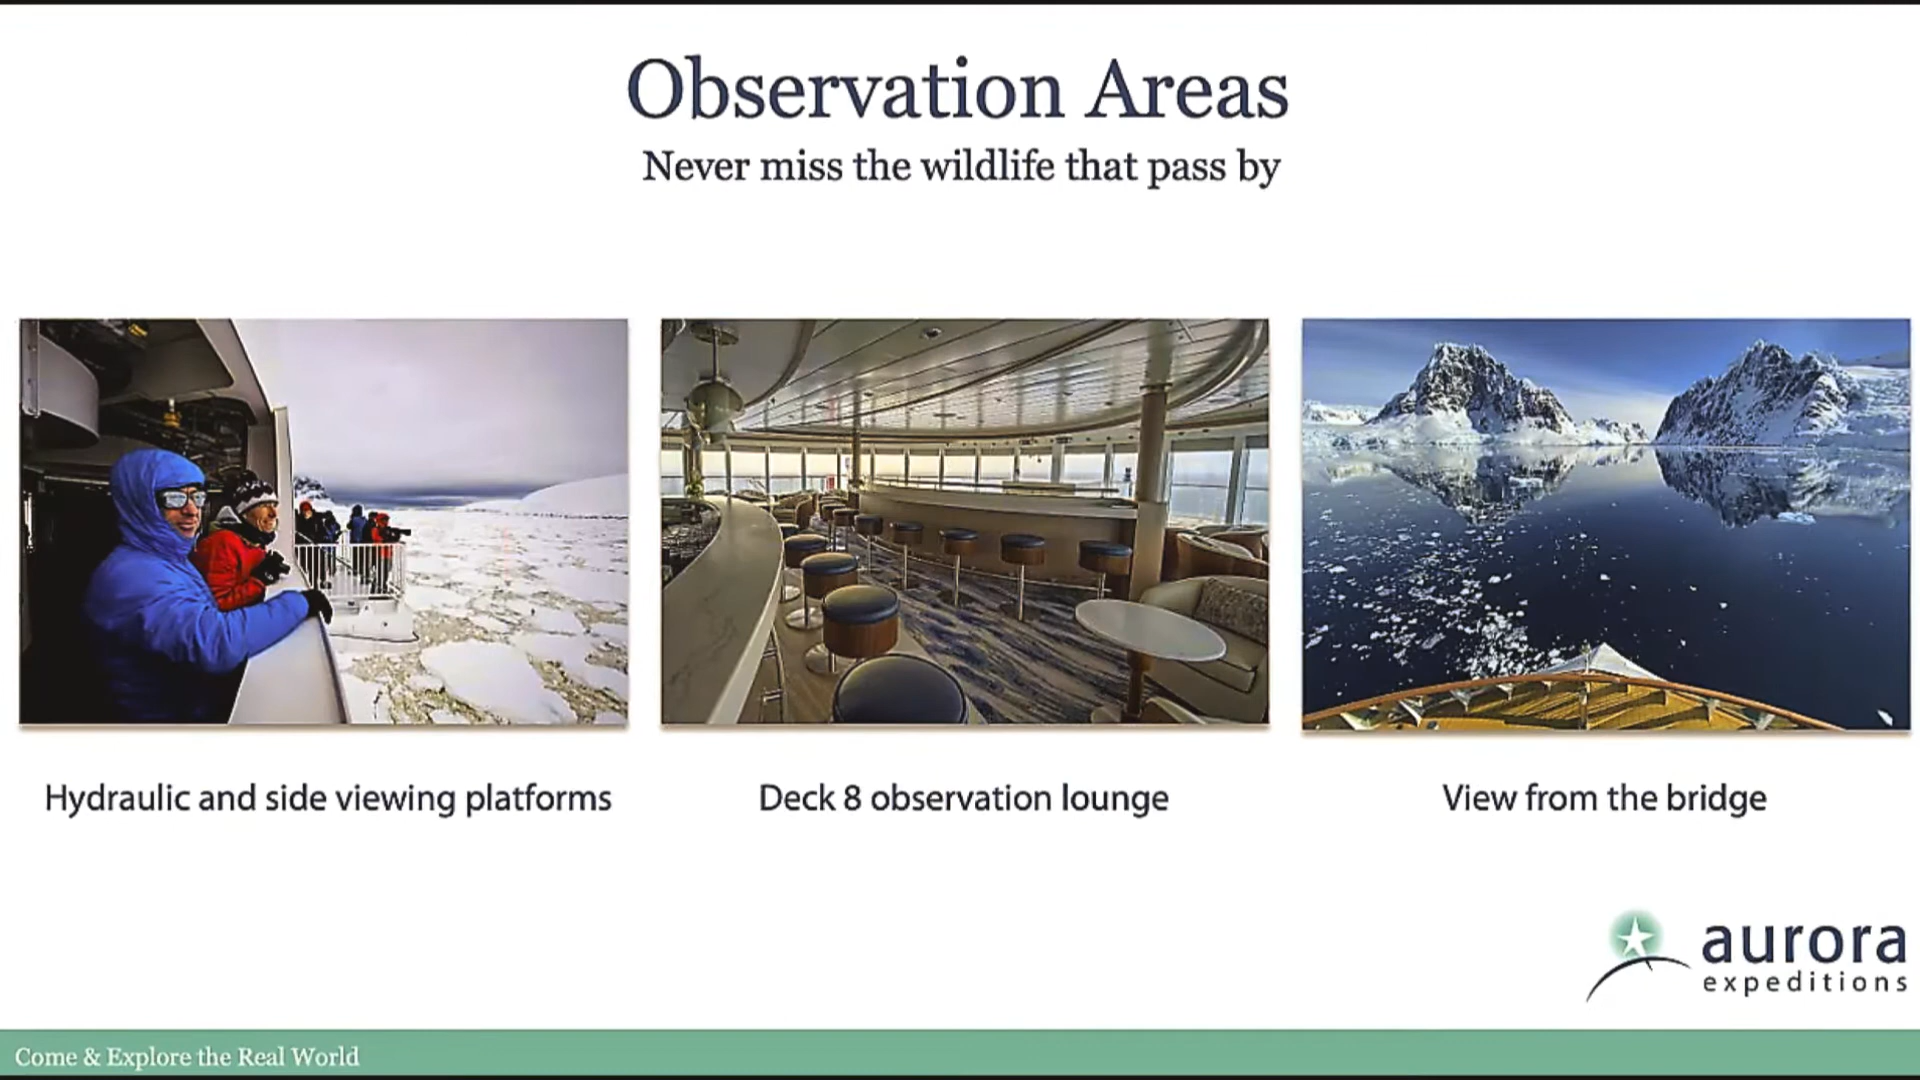 Observation Areas
Never miss the wildlife that pass by
Hydraulic and side viewing platforms
Deck 8 observation lounge
View from the bridge
aurora
expeditions
Come & Explore the Real World